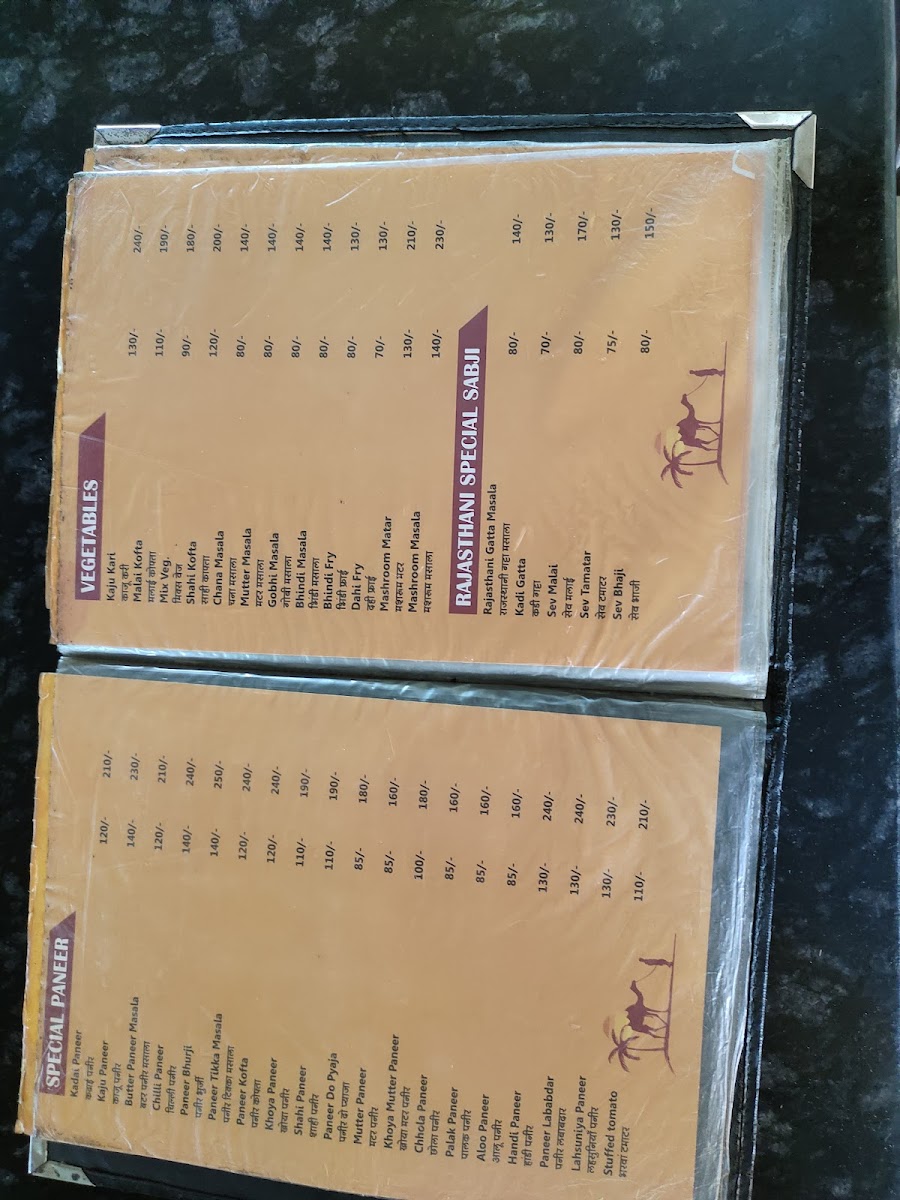 SPECIAL PANEER
Kadai Paneer 120/- 210/-
कढाई पनीर
Kaju Paneer 140/- 230/-
काजू पनीर
Butter Paneer Masala 120/- 210/-
बटर पनीर मसाला
Chilli Paneer 140/- 240/-
चिल्ली पनीर
Paneer Bhurji 140/- 250/-
पनीर भुर्जी
Paneer Tikka Masala 120/- 240/-
पनीर टिक्का मसाला
Paneer Kofta 120/- 240/-
पनीर कोफ्ता
Khoya Paneer 110/- 190/-
खोया पनीर
Shahi Paneer 110/- 190/-
शाही पनीर
Paneer Dro Pyaja 85/- 180/-
पनीर दो प्याजा
Mutter Paneer 85/- 160/-
मटर पनीर
Khoya Mutter Paneer 100/- 180/-
खोया मटर पनीर
Chhola Paneer 85/- 160/-
छोला पनीर
Palak Paneer 85/- 160/-
पालक पनीर
Aloo Paneer 85/- 160/-
आलू पनीर
Handi Paneer 130/- 240/-
हांडी पनीर
Paneer Lababdar 130/- 240/-
पनीर लबाबदार
Lahsuniya Paneer 130/- 230/-
लहसुनियाँ पनीर
Stuffed tomato 110/- 210/-
भरवां टमाटर
VEGETABLES
Kaju Kari 130/- 240/-
काजू करी
Malai Kofta 110/- 190/-
मलाई कोफ्ता
Mix Veg. 90/- 180/-
मिक्स वेज
Shahi Kofta 120/- 200/-
साही कोफ्ता
Chana Masala 80/- 140/-
चना मसाला
Mutter Masala 80/- 140/-
मटर मसाला
Gobhi Masala 80/- 140/-
गोबी मसाला
Bhindi Masala 80/- 140/-
भिंडी मसाला
Bhindi Fry 80/- 130/-
भिंडी फ्राई
Dahi Fry 70/- 130/-
दही फ्राई
Mashroom Matar 130/- 210/-
मशरूम मटर
Mashroom Masala 140/- 230/-
मशरूम मसाला
RAJASTHANI SPECIAL SABJI
Rajasthani Gatta Masala 80/- 140/-
राजस्थानी गट्टा मसाला
Kadi Gatta 70/- 130/-
कढी गट्टा
Sev Malai 80/- 170/-
सेव मलाई
Sev Tamatar 75/- 130/-
सेव टमाटर
Sev Bhaji 80/- 150/-
सेव भाजी